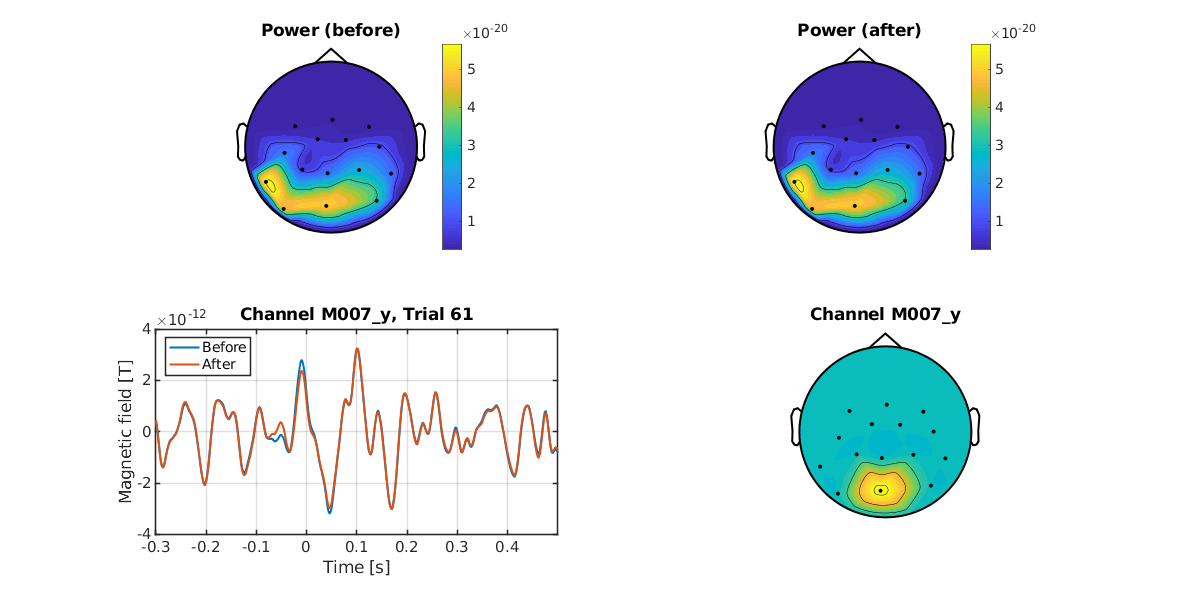 Power (before)
×10-20
5
4
3
2
1
Power (after)
×10-20
5
4
3
2
1
Channel M007_y, Trial 61
×10-12
Magnetic field [T]
4
2
0
-2
-4
Before
After
-0.3 -0.2 -0.1 0 0.1 0.2 0.3 0.4
Time [s]
Channel M007_y